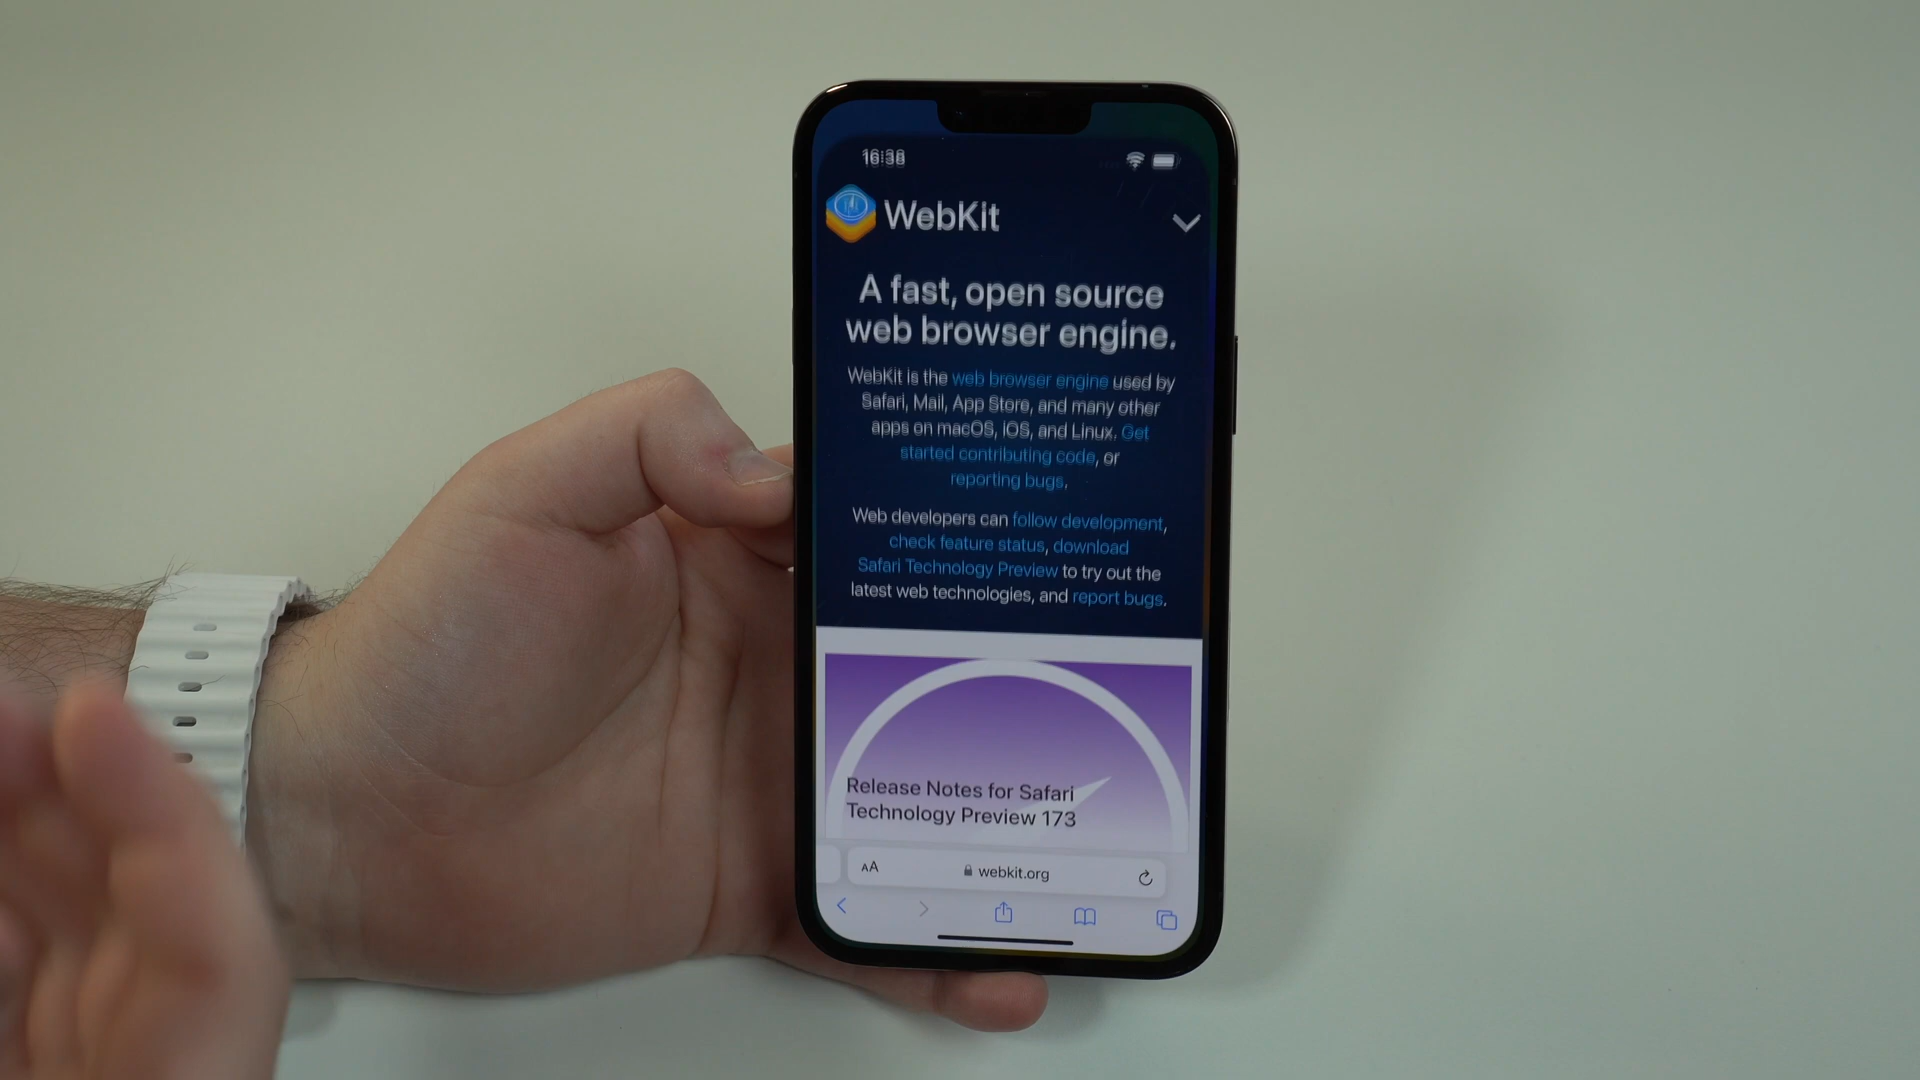 16:38
WebKit
A fast, open source
web browser engine.
WebKit is the web browser engine used by
Safari, Mail, App Store, and many other
apps on macOS, iOS, and Linux. Get
started contributing code, or
reporting bugs.
Web developers can follow development,
check feature status, download
Safari Technology Preview to try out the
latest web technologies, and report bugs.
Release Notes for Safari
Technology Preview 173
AA webkit.org